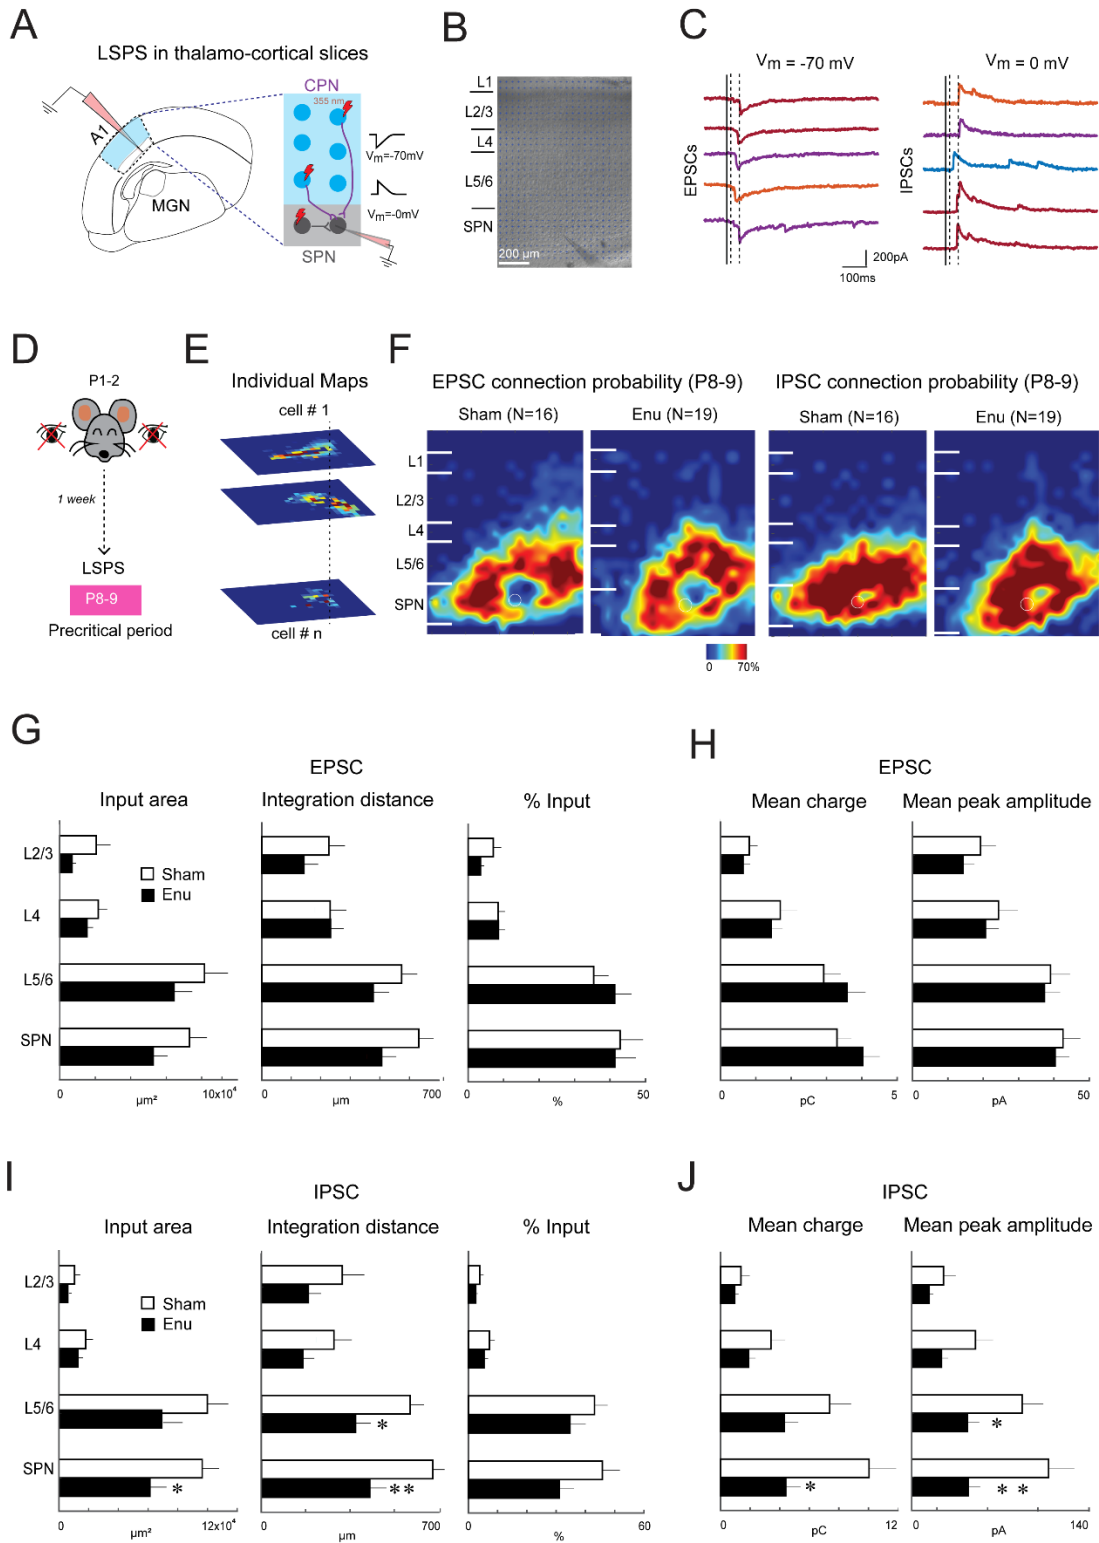 A
LSPS in thalamo-cortical slices
A1
MGN
CPN
355 nm
Vm=-70mV
Vm=-0mV
SPN
B
L1
L2/3
L4
L5/6
SPN
200 µm
C
Vm = -70 mV
Vm = 0 mV
EPSCs
IPSCs
200pA
100ms
D
P1-2
1 week
LSPS
P8-9
Precritical period
E
Individual Maps
cell # 1
cell # n
F
EPSC connection probability (P8-9)
IPSC connection probability (P8-9)
Sham (N=16)
Enu (N=19)
Sham (N=16)
Enu (N=19)
L1
L2/3
L4
L5/6
SPN
0
70%
G
EPSC
Input area
Integration distance
% Input
L2/3
L4
L5/6
SPN
Sham
Enu
0
10x10⁴
µm²
0
700
µm
0
50
%
H
EPSC
Mean charge
Mean peak amplitude
0
5
pC
0
50
pA
I
IPSC
Input area
Integration distance
% Input
L2/3
L4
L5/6
SPN
Sham
Enu
*
*
**
0
12x10⁴
µm²
0
700
µm
0
60
%
J
IPSC
Mean charge
Mean peak amplitude
*
*
* *
0
12
pC
0
140
pA